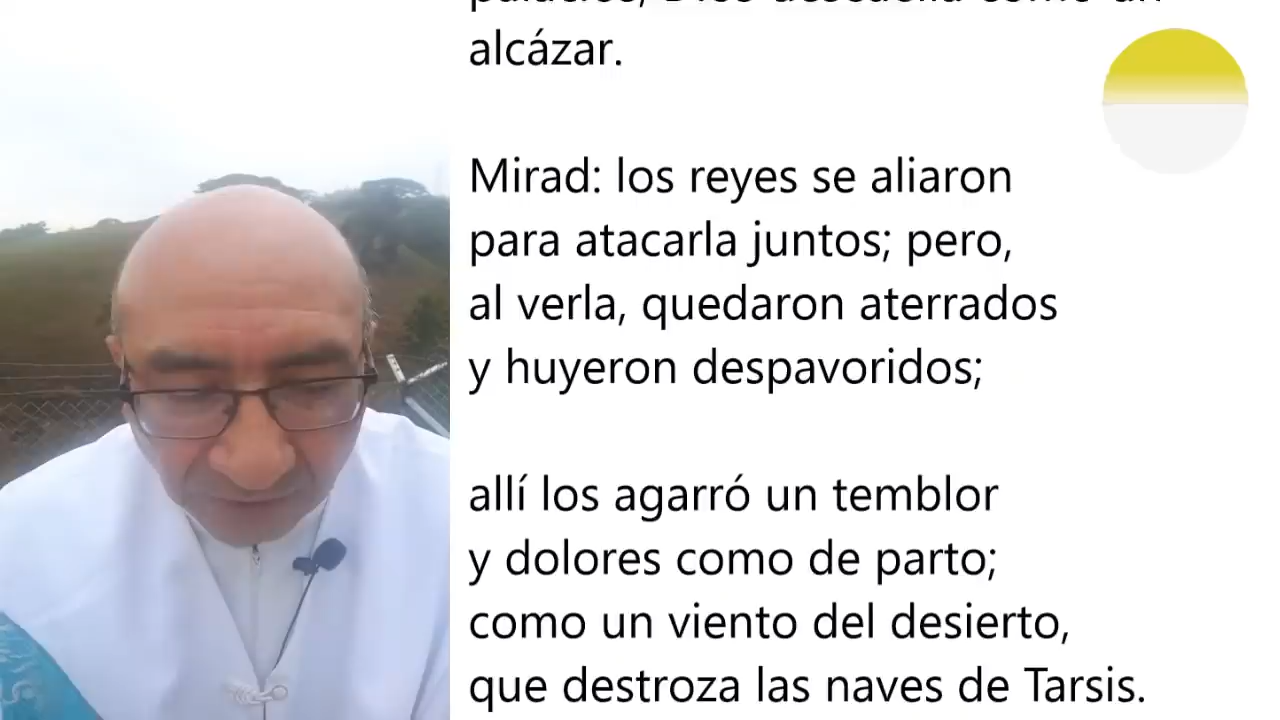 alcázar.
Mirad: los reyes se aliaron
para atacarla juntos; pero,
al verla, quedaron aterrados
y huyeron despavoridos;
allí los agarró un temblor
y dolores como de parto;
como un viento del desierto,
que destroza las naves de Tarsis.